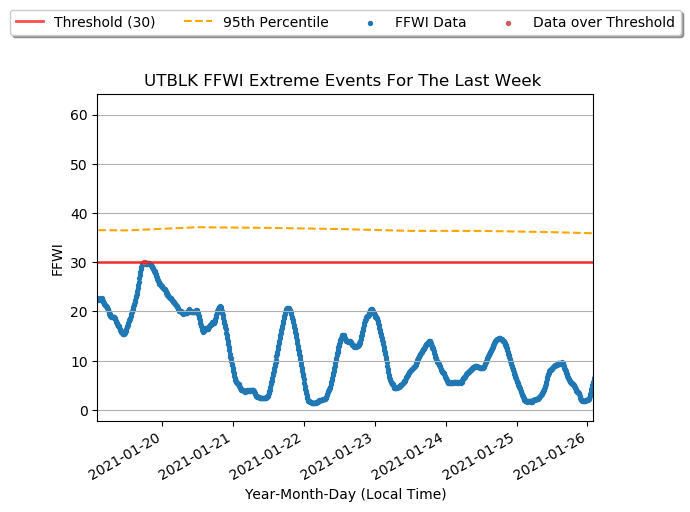 Threshold (30) 95th Percentile FFWI Data Data over Threshold
UTBLK FFWI Extreme Events For The Last Week
60
50
40
30
20
10
0
FFWI
2021-01-20 2021-01-21 2021-01-22 2021-01-23 2021-01-24 2021-01-25 2021-01-26
Year-Month-Day (Local Time)